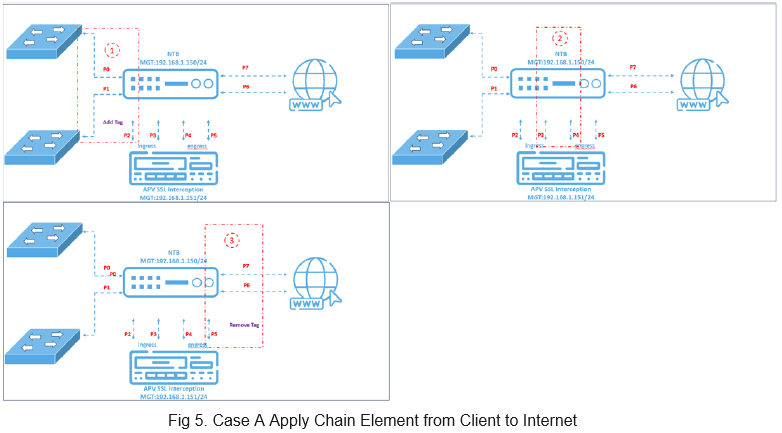 1
NTB
MGT:192.168.1.150/24
P0
P7
P1
P6
WWW
Add Tag
P2 P3 P4 P5
ingress engress
APV SSL Interception
MGT:192.168.1.151/24
2
NTB
MGT:192.168.1.150/24
P0
P7
P1
P6
WWW
P2 P3 P4 P5
ingress engress
APV SSL Interception
MGT:192.168.1.151/24
3
NTB
MGT:192.168.1.150/24
P0
P0
P7
P1
P6
WWW
Remove Tag
P2 P3 P4 P5
ingress engress
APV SSL Interception
MGT:192.168.1.151/24
Fig 5. Case A Apply Chain Element from Client to Internet